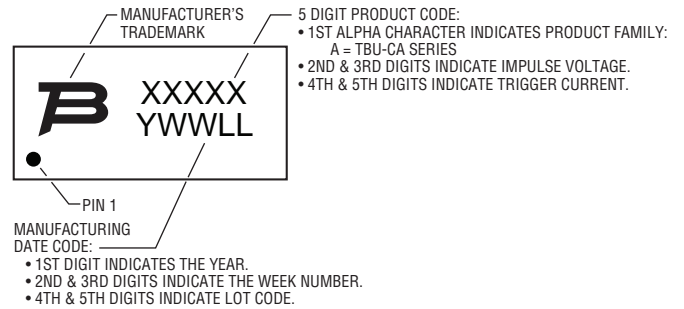 MANUFACTURER'S
TRADEMARK
5 DIGIT PRODUCT CODE:
• 1ST ALPHA CHARACTER INDICATES PRODUCT FAMILY:
A = TBU-CA SERIES
• 2ND & 3RD DIGITS INDICATE IMPULSE VOLTAGE.
• 4TH & 5TH DIGITS INDICATE TRIGGER CURRENT.
XXXXX
YWWLL
PIN 1
MANUFACTURING
DATE CODE:
• 1ST DIGIT INDICATES THE YEAR.
• 2ND & 3RD DIGITS INDICATE THE WEEK NUMBER.
• 4TH & 5TH DIGITS INDICATE LOT CODE.